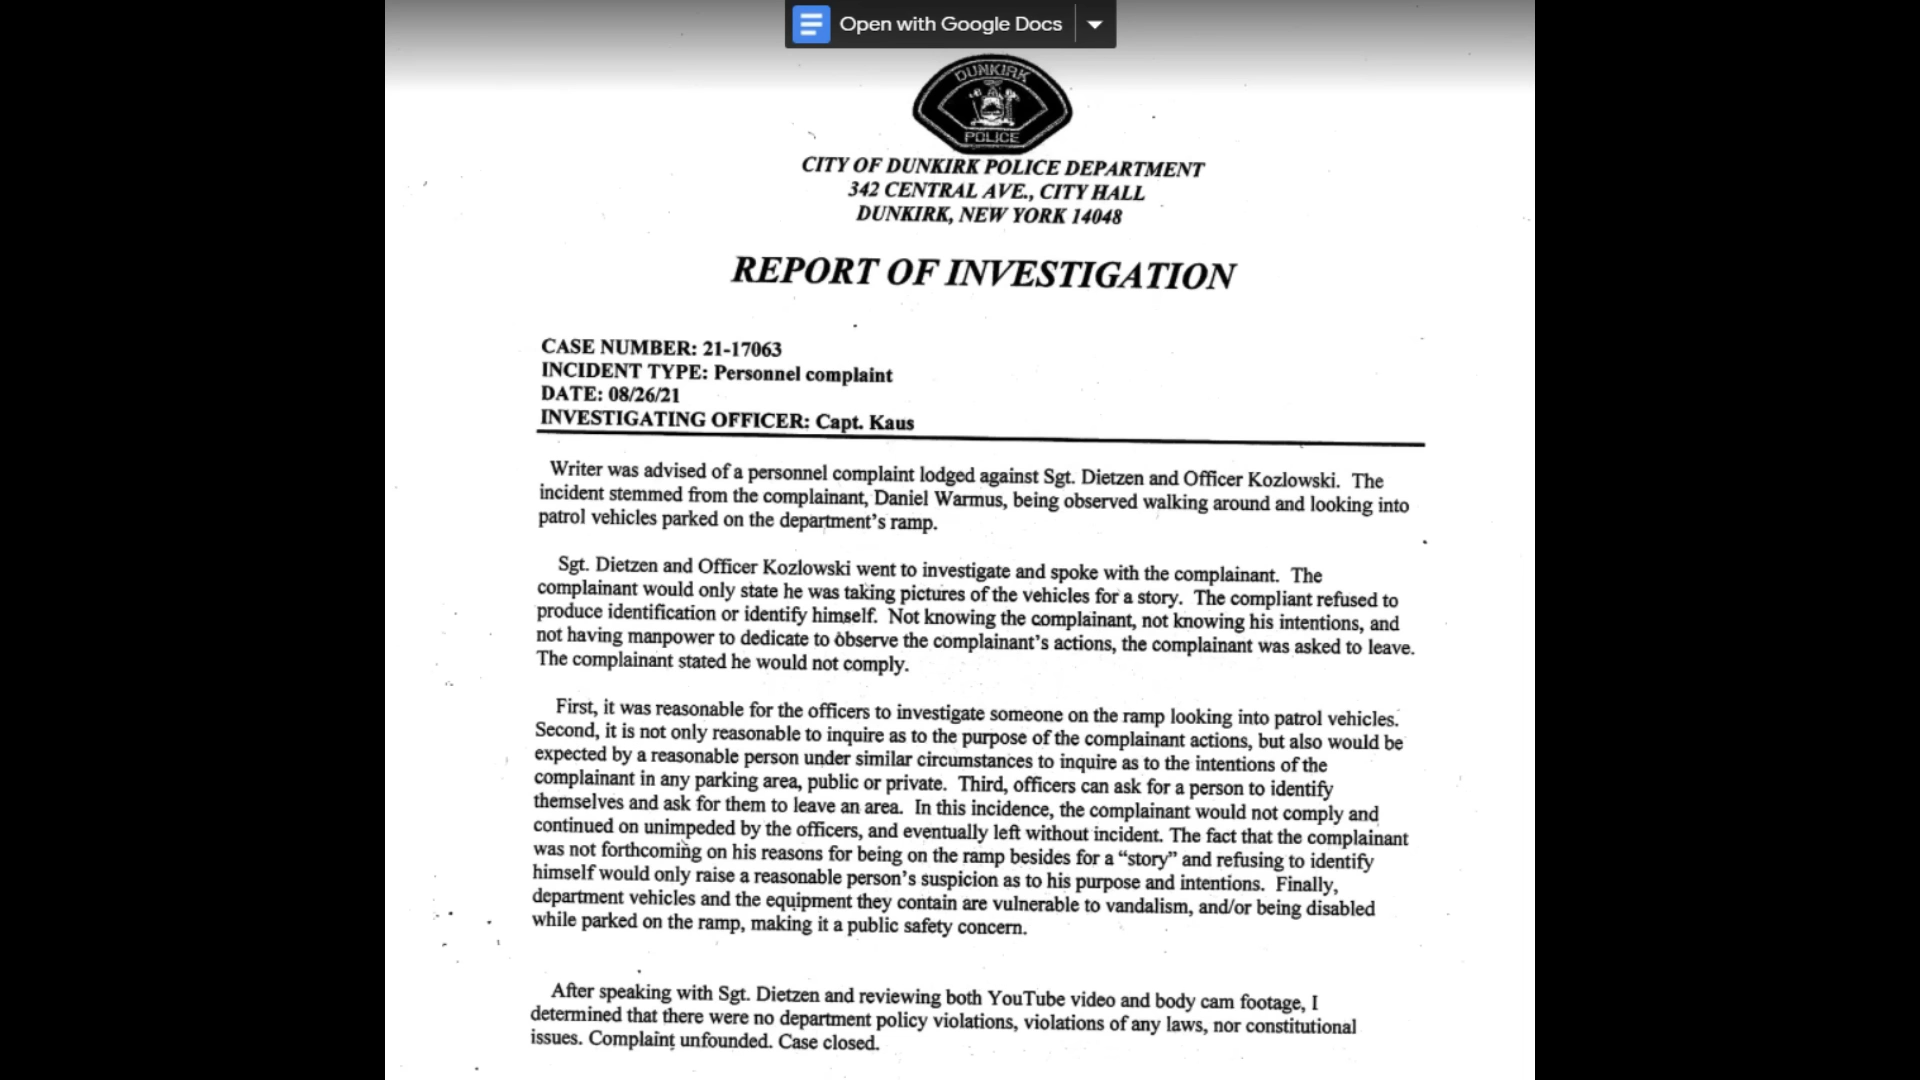 Open with Google Docs
DUNKIRK
POLICE
CITY OF DUNKIRK POLICE DEPARTMENT
342 CENTRAL AVE., CITY HALL
DUNKIRK, NEW YORK 14048
REPORT OF INVESTIGATION
CASE NUMBER: 21-17063
INCIDENT TYPE: Personnel complaint
DATE: 08/26/21
INVESTIGATING OFFICER: Capt. Kaus
Writer was advised of a personnel complaint lodged against Sgt. Dietzen and Officer Kozlowski. The
incident stemmed from the complainant, Daniel Warmus, being observed walking around and looking into
patrol vehicles parked on the department's ramp.
Sgt. Dietzen and Officer Kozlowski went to investigate and spoke with the complainant. The
complainant would only state he was taking pictures of the vehicles for a story. The compliant refused to
produce identification or identify himself. Not knowing the complainant, not knowing his intentions, and
not having manpower to dedicate to observe the complainant's actions, the complainant was asked to leave.
The complainant stated he would not comply.
First, it was reasonable for the officers to investigate someone on the ramp looking into patrol vehicles.
Second, it is not only reasonable to inquire as to the purpose of the complainant actions, but also would be
expected by a reasonable person under similar circumstances to inquire as to the intentions of the
complainant in any parking area, public or private. Third, officers can ask for a person to identify
themselves and ask for them to leave an area. In this incidence, the complainant would not comply and
continued on unimpeded by the officers, and eventually left without incident. The fact that the complainant
was not forthcoming on his reasons for being on the ramp besides for a "story" and refusing to identify
himself would only raise a reasonable person's suspicion as to his purpose and intentions. Finally,
department vehicles and the equipment they contain are vulnerable to vandalism, and/or being disabled
while parked on the ramp, making it a public safety concern.
After speaking with Sgt. Dietzen and reviewing both YouTube video and body cam footage, I
determined that there were no department policy violations, violations of any laws, nor constitutional
issues. Complaint unfounded. Case closed.